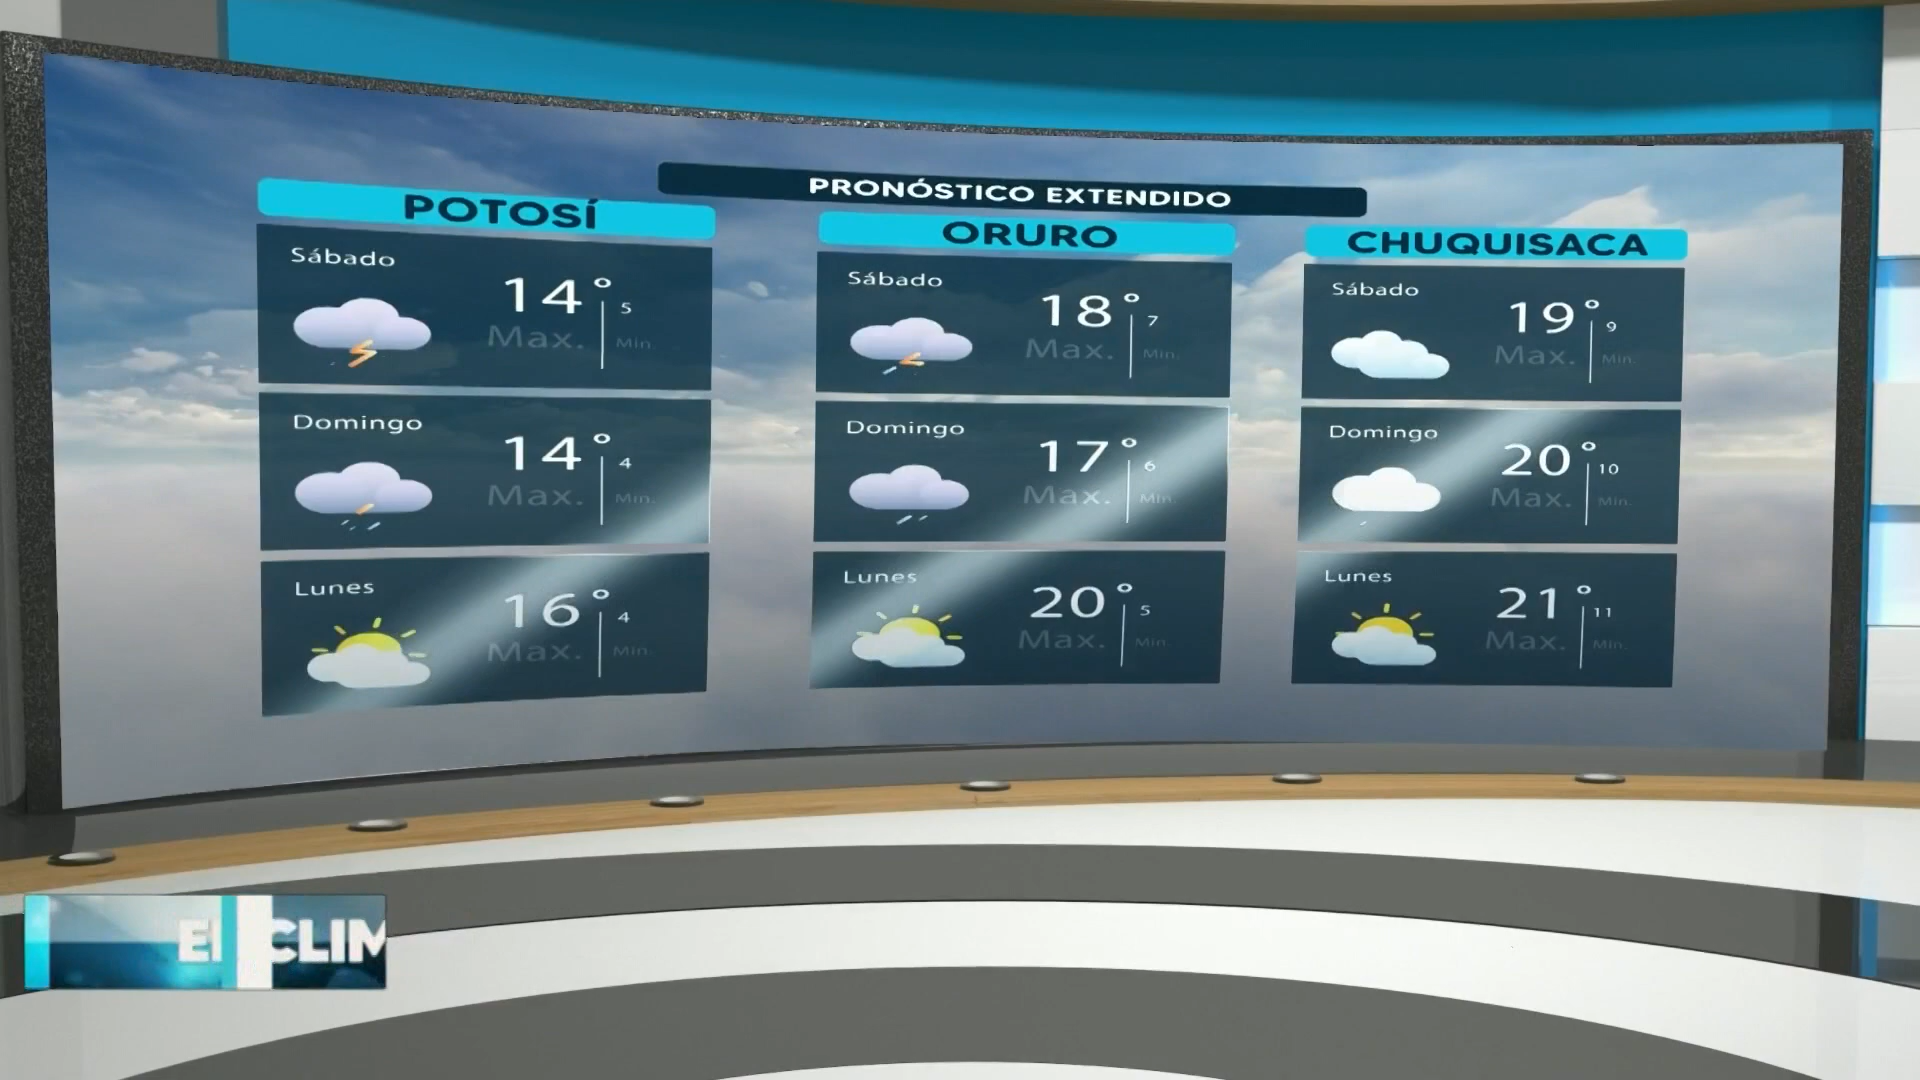 PRONÓSTICO EXTENDIDO
POTOSÍ
Sábado
14° 5
Max. Min.
Domingo
14° 4
Max. Min.
Lunes
16° 4
Max. Min.
ORURO
Sábado
18° 7
Max. Min.
Domingo
17° 6
Max. Min.
Lunes
20° 5
Max. Min.
CHUQUISACA
Sábado
19° 9
Max. Min.
Domingo
20° 10
Max. Min.
Lunes
21° 11
Max. Min.
El CLIM